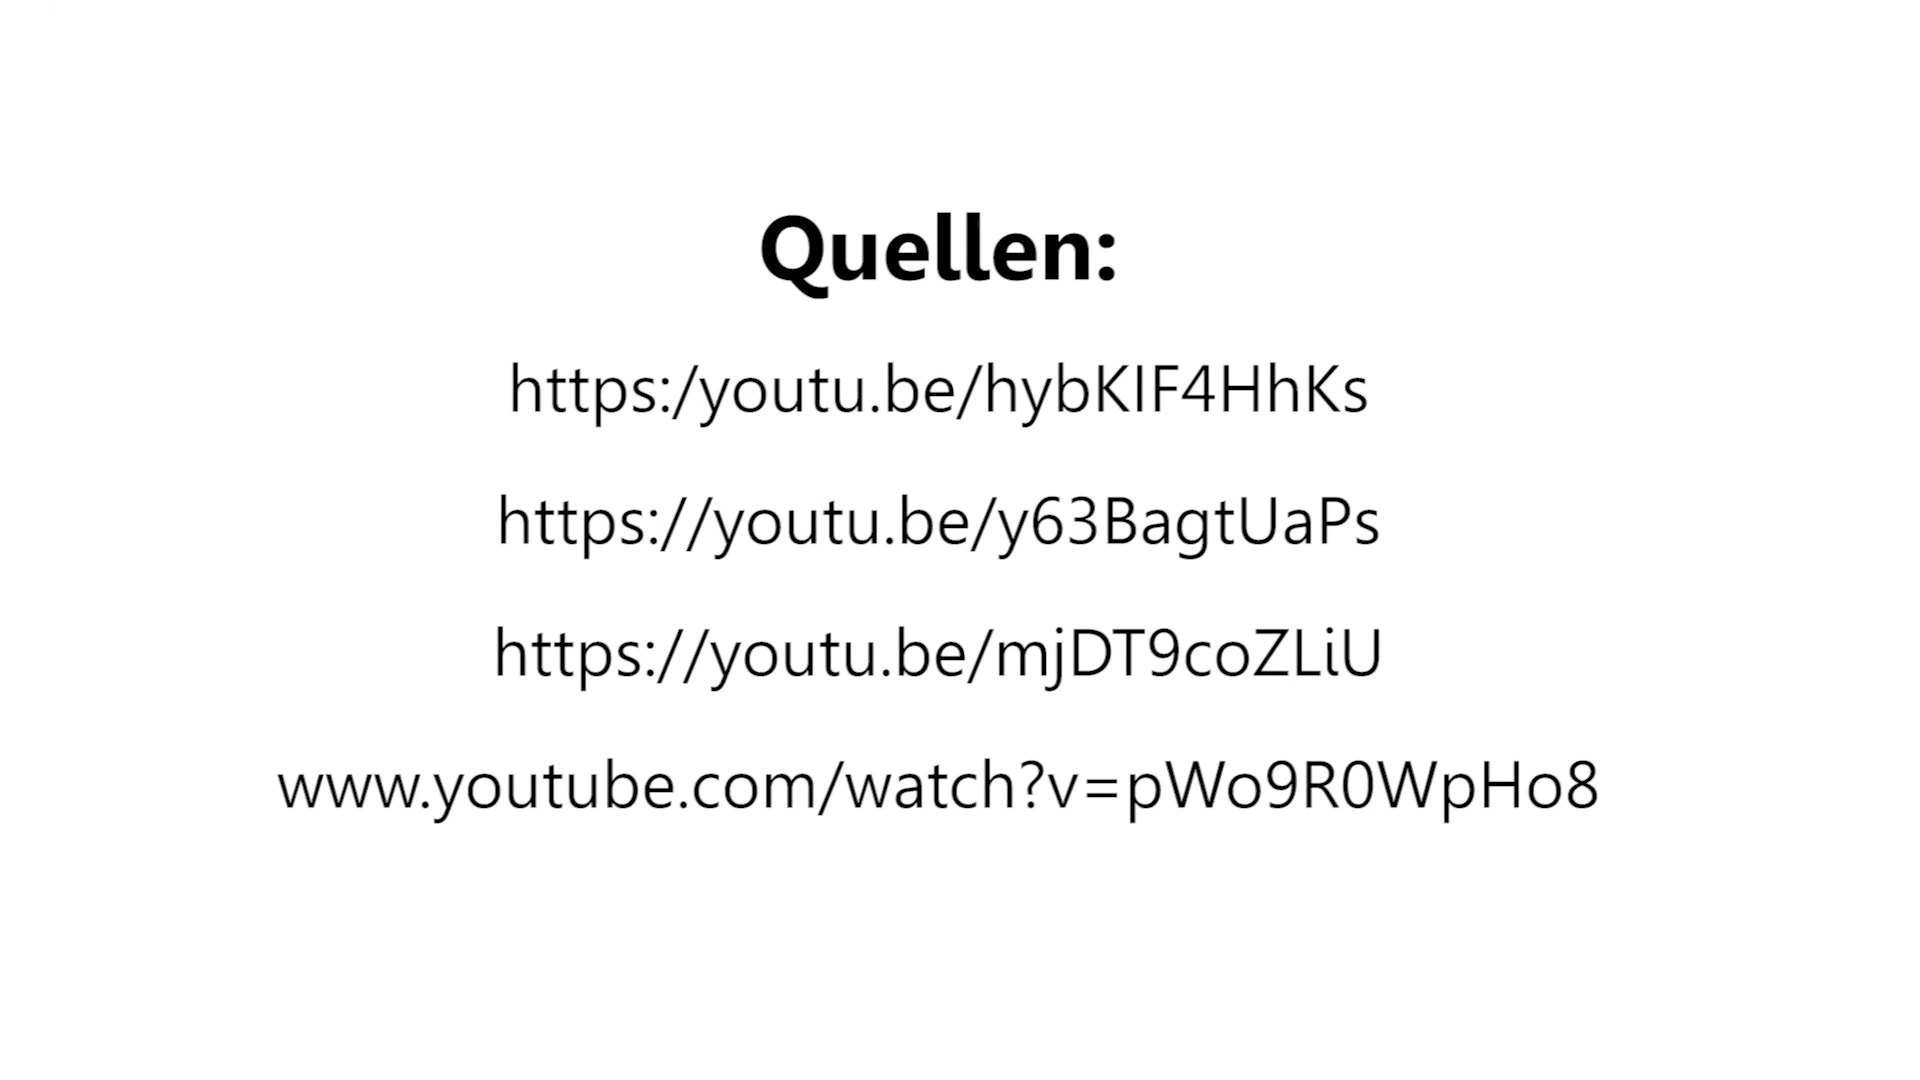 Quellen:
https:/youtu.be/hybKIF4HhKs
https://youtu.be/y63BagtUaPs
https://youtu.be/mjDT9coZLiU
www.youtube.com/watch?v=pWo9R0WpHo8